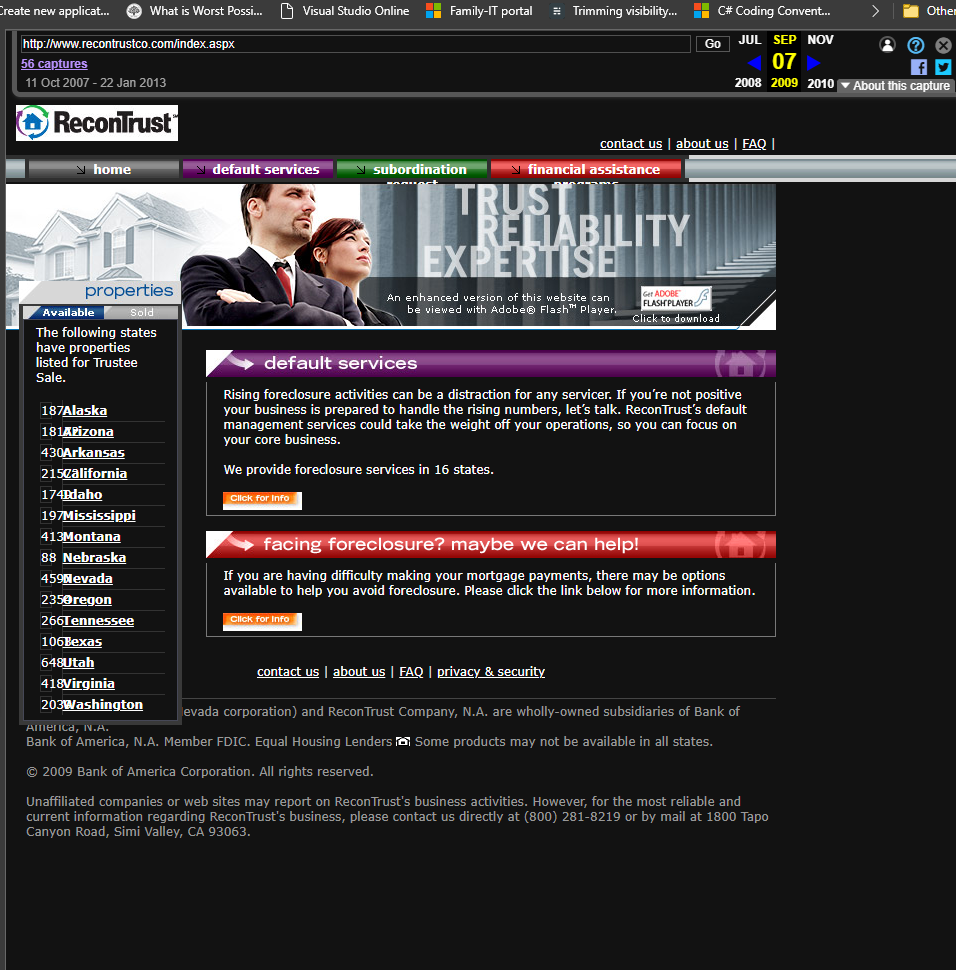 Create new applicat...
What is Worst Possi...
Visual Studio Online
Family-IT portal
Trimming visibility...
C# Coding Convent...
Other
http://www.recontrustco.com/index.aspx
Go
JUL
SEP
NOV
56 captures
07
11 Oct 2007 - 22 Jan 2013
2008
2009
2010
About this capture
ReconTrust
contact us | about us | FAQ |
home
default services
subordination
financial assistance
TRUST
RELIABILITY
EXPERTISE
An enhanced version of this website can
be viewed with Adobe® Flash™ Player.
Get ADOBE®
FLASH® PLAYER
Click to download
properties
Available
Sold
The following states
have properties
listed for Trustee
Sale.
187 Alaska
Arizona
430 Arkansas
California
Idaho
197 Mississippi
413 Montana
88 Nebraska
Nevada
Oregon
266 Tennessee
Texas
648 Utah
418 Virginia
Washington
default services
Rising foreclosure activities can be a distraction for any servicer. If you're not positive
your business is prepared to handle the rising numbers, let's talk. ReconTrust's default
management services could take the weight off your operations, so you can focus on
your core business.
We provide foreclosure services in 16 states.
Click for Info
facing foreclosure? maybe we can help!
If you are having difficulty making your mortgage payments, there may be options
available to help you avoid foreclosure. Please click the link below for more information.
Click for Info
contact us | about us | FAQ | privacy & security
corporation) and ReconTrust Company, N.A. are wholly-owned subsidiaries of Bank of
America, N.A.
Bank of America, N.A. Member FDIC. Equal Housing Lenders Some products may not be available in all states.
© 2009 Bank of America Corporation. All rights reserved.
Unaffiliated companies or web sites may report on ReconTrust's business activities. However, for the most reliable and
current information regarding ReconTrust's business, please contact us directly at (800) 281-8219 or by mail at 1800 Tapo
Canyon Road, Simi Valley, CA 93063.